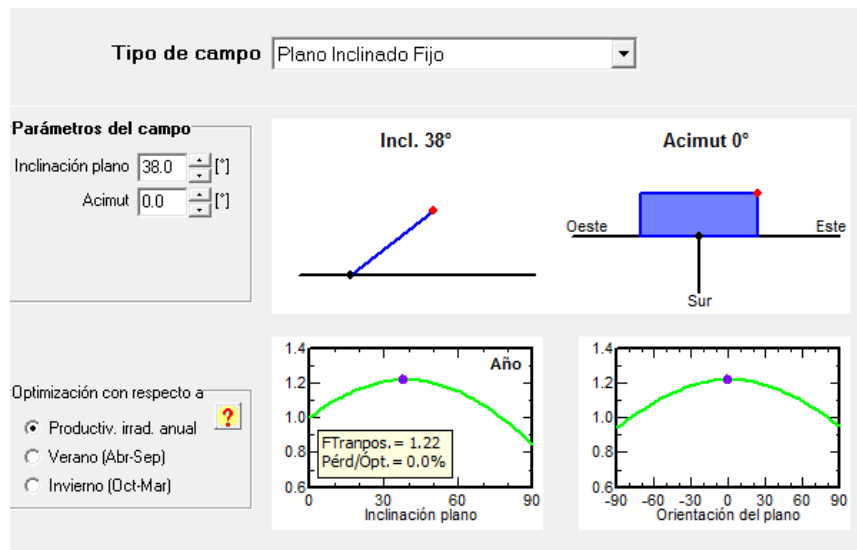 Tipo de campo Plano Inclinado Fijo
Parámetros del campo
Inclinación plano 38.0 [°]
Acimut 0.0 [°]
Incl. 38°
Acimut 0°
Oeste Este
Sur
Optimización con respecto a
?
Productiv. irrad. anual
Verano (Abr-Sep)
Invierno (Oct-Mar)
1.4
1.2
1.0
0.8
0.6
Año
FTranpos.= 1.22
Pérd/Ópt.= 0.0%
0 30 60 90
Inclinación plano
1.4
1.2
1.0
0.8
0.6
-90 -60 -30 0 30 60 90
Orientación del plano